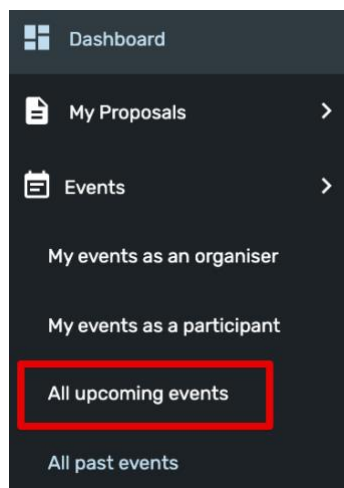 Dashboard
My Proposals
Events
My events as an organiser
My events as a participant
All upcoming events
All past events